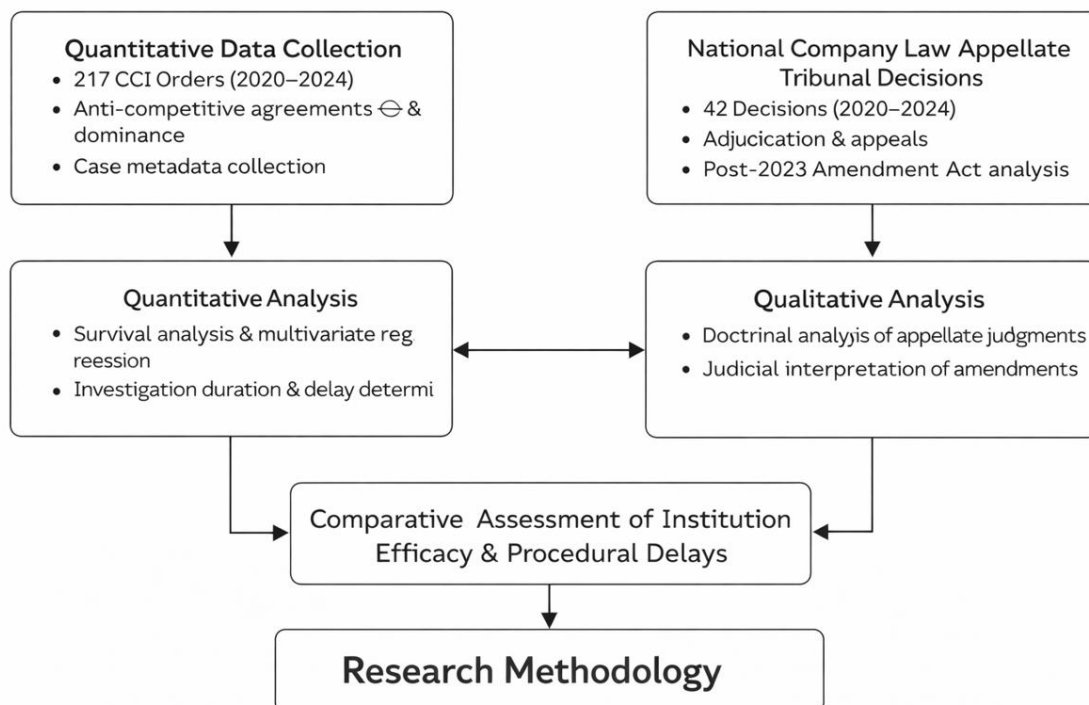 Quantitative Data Collection
• 217 CCI Orders (2020–2024)
• Anti-competitive agreements & dominance
• Case metadata collection
National Company Law Appellate
Tribunal Decisions
• 42 Decisions (2020–2024)
• Adjucication & appeals
• Post-2023 Amendment Act analysis
Quantitative Analysis
• Survival analysis & multivariate reg
reession
• Investigation duration & delay determi
Qualitative Analysis
• Doctrinal analysis of appellate judgments
• Judicial interpretation of amendments
Comparative Assessment of Institution
Efficacy & Procedural Delays
Research Methodology